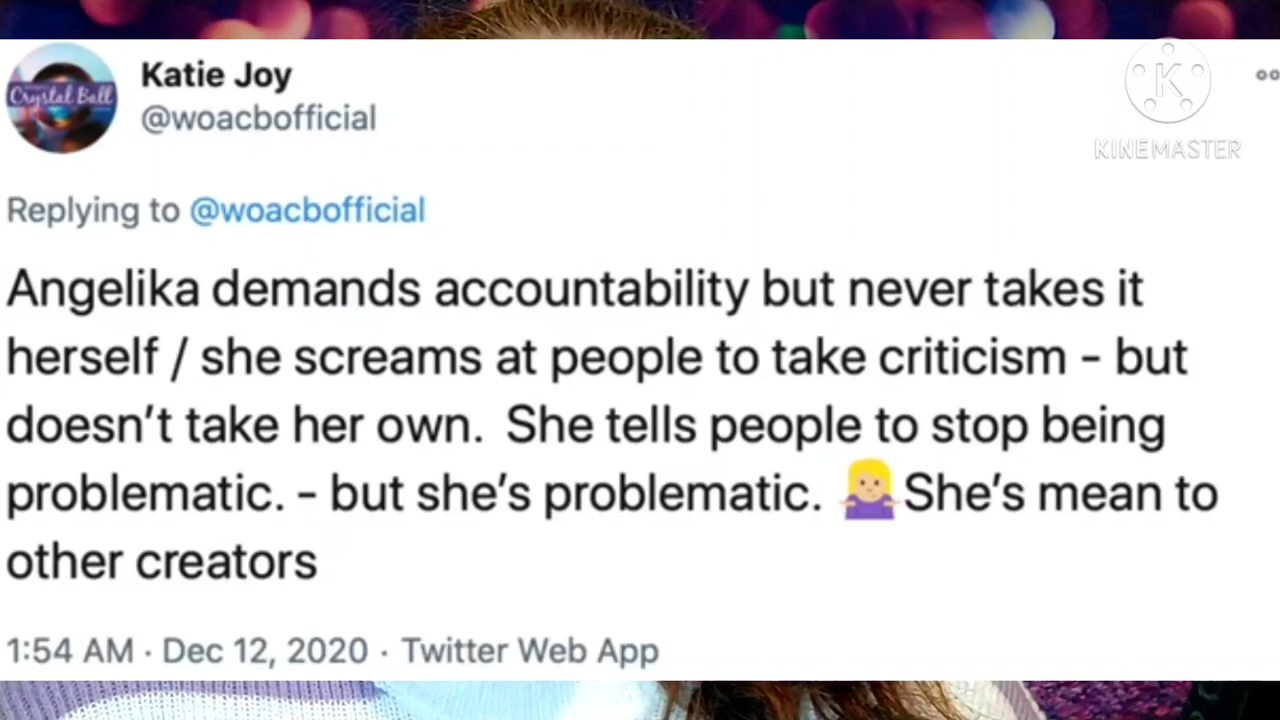 Crystal Ball
Katie Joy
@woacbofficial
K
KINEMASTER
Replying to @woacbofficial
Angelika demands accountability but never takes it
herself / she screams at people to take criticism - but
doesn't take her own. She tells people to stop being
problematic. - but she's problematic. 🤷🏼‍♀️She's mean to
other creators
1:54 AM · Dec 12, 2020 · Twitter Web App